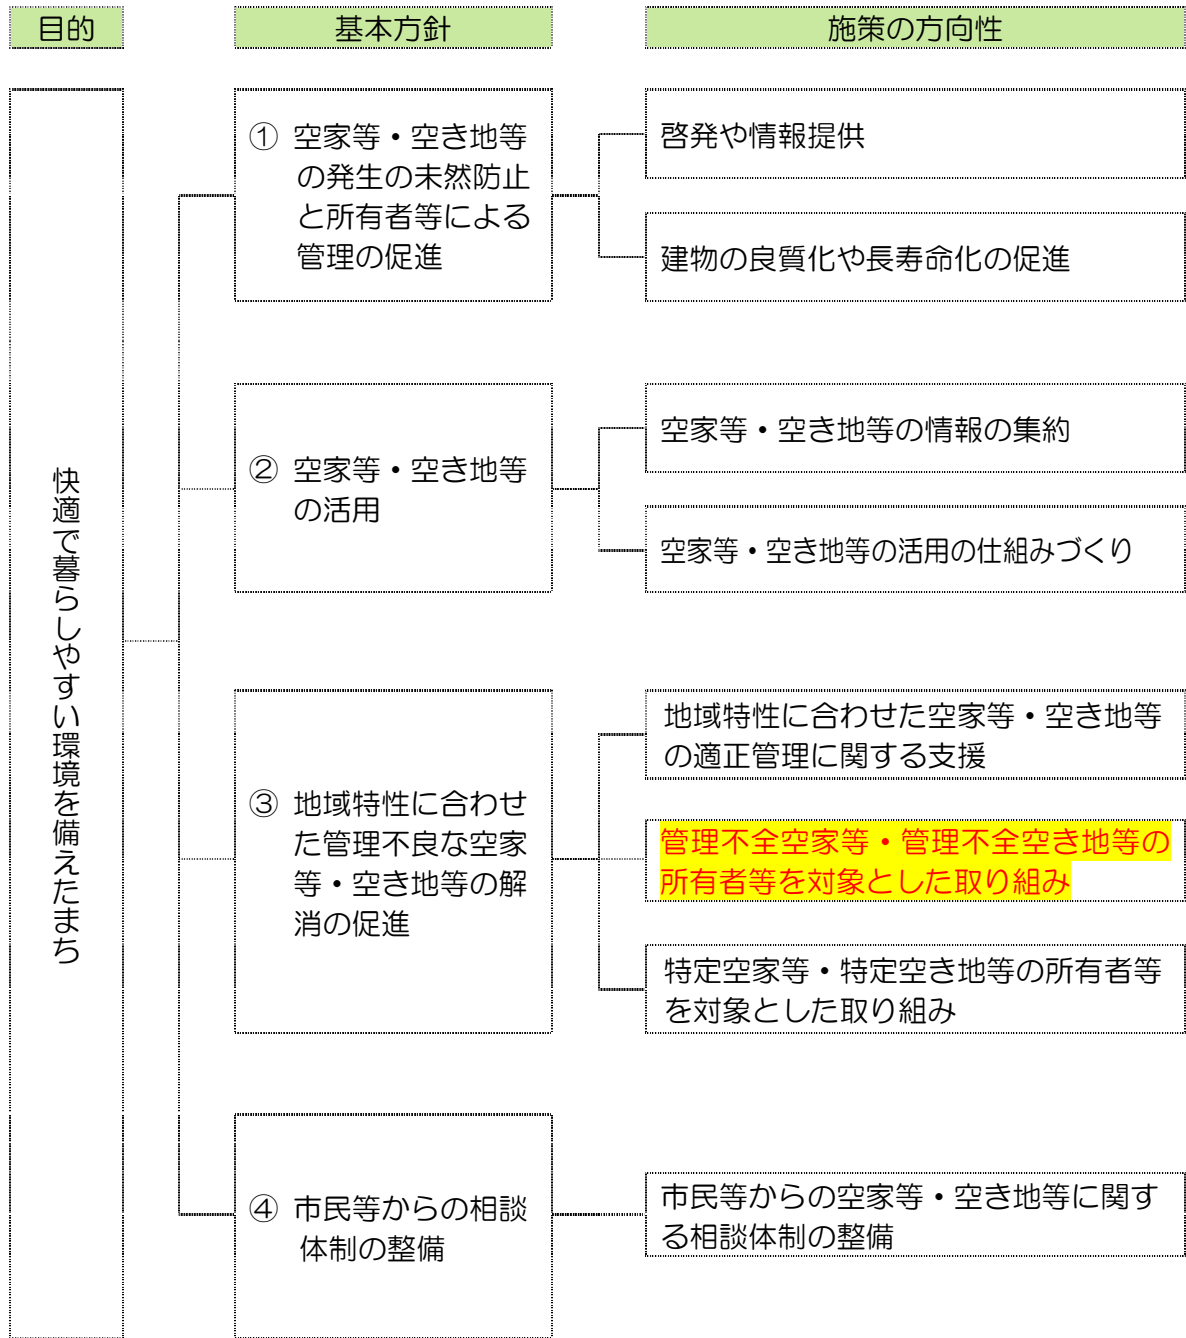 目的
基本方針
施策の方向性
快適で暮らしやすい環境を備えたまち
① 空家等・空き地等
の発生の未然防止
と所有者等による
管理の促進
啓発や情報提供
建物の良質化や長寿命化の促進
② 空家等・空き地等
の活用
空家等・空き地等の情報の集約
空家等・空き地等の活用の仕組みづくり
③ 地域特性に合わせ
た管理不良な空家
等・空き地等の解
消の促進
地域特性に合わせた空家等・空き地等
の適正管理に関する支援
管理不全空家等・管理不全空き地等の
所有者等を対象とした取り組み
特定空家等・特定空き地等の所有者等
を対象とした取り組み
④ 市民等からの相談
体制の整備
市民等からの空家等・空き地等に関す
る相談体制の整備